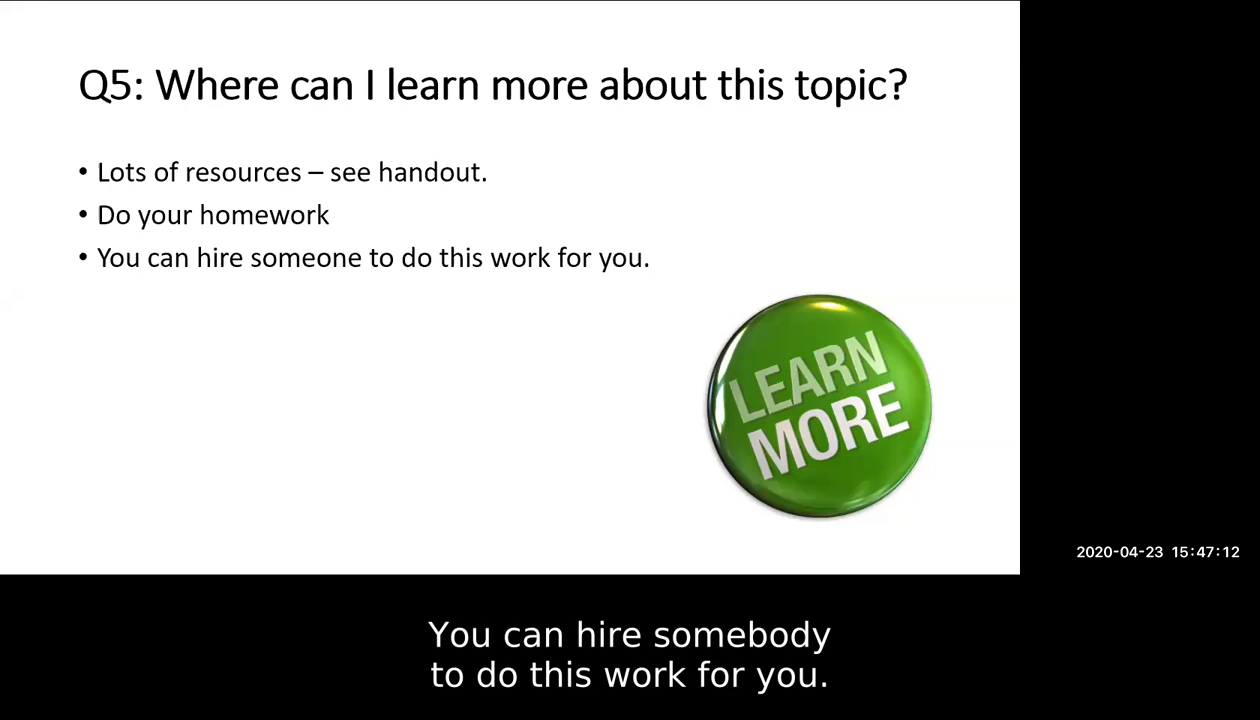 Q5: Where can I learn more about this topic?
• Lots of resources – see handout.
• Do your homework
• You can hire someone to do this work for you.
LEARN
MORE
2020-04-23 15:47:12
You can hire somebody
to do this work for you.